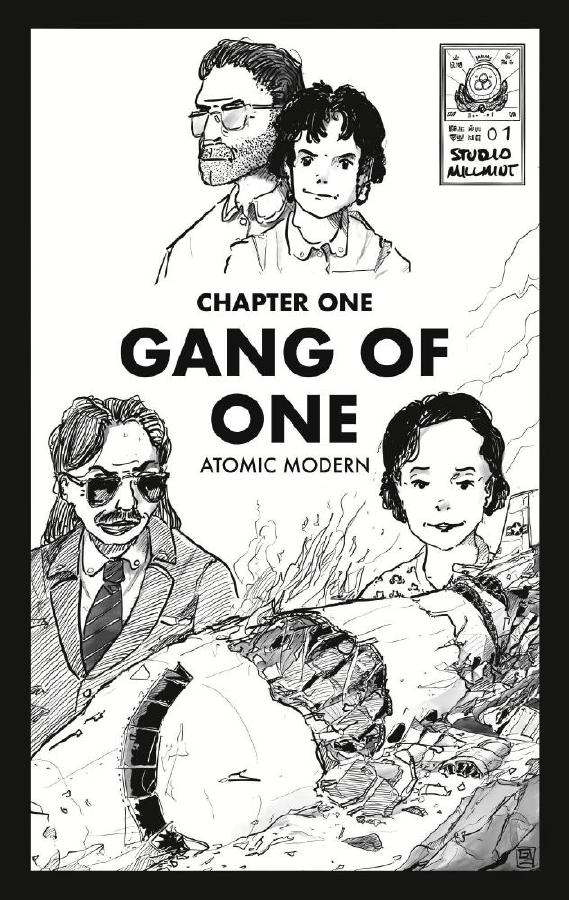 01
STUDIO
MILLMINT
CHAPTER ONE
GANG OF
ONE
ATOMIC MODERN